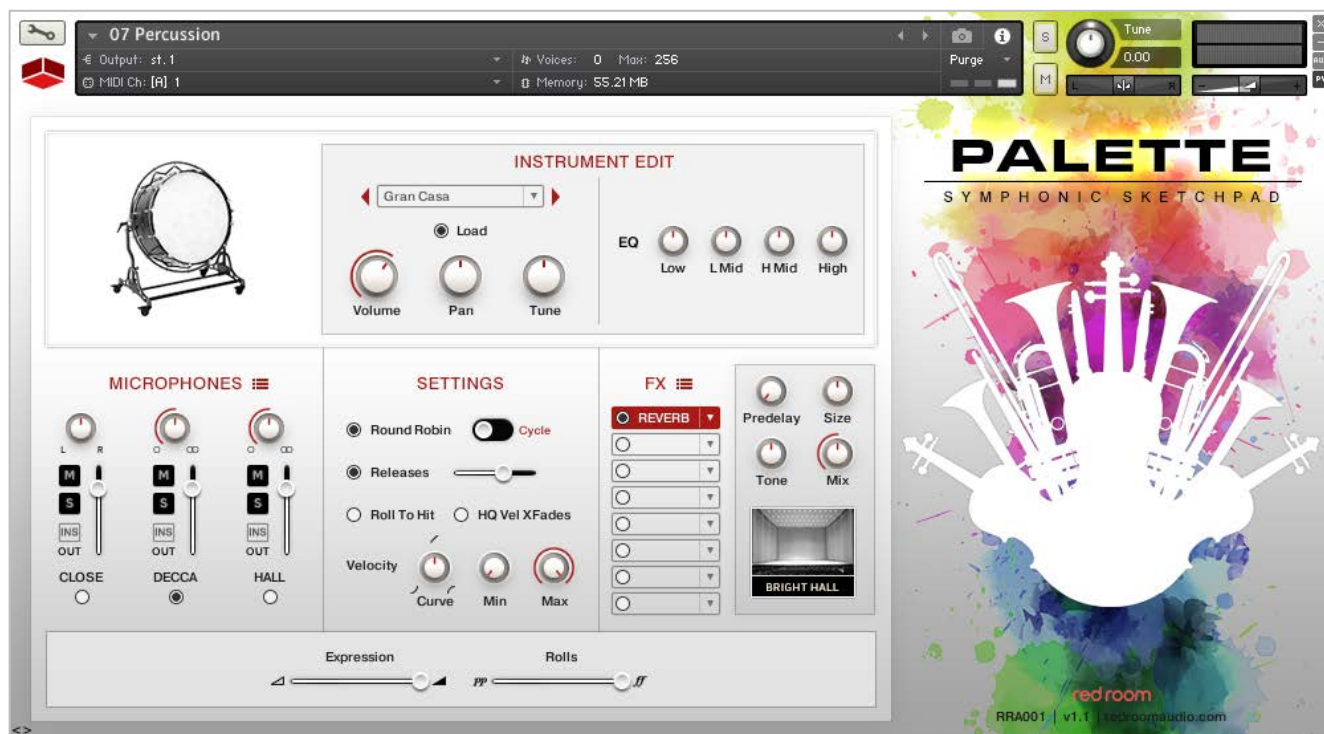 07 Percussion
Output: st.1
Voices: 0 Max: 256
Purge
MIDI Ch: [A] 1
Memory: 55.21 MB
S
M
Tune
0.00
L R
- +
AUX
PV
INSTRUMENT EDIT
Gran Casa
Load
Volume Pan Tune
EQ
Low L Mid H Mid High
MICROPHONES
L R
M M M
S S S
INS INS INS
OUT OUT OUT
CLOSE DECCA HALL
SETTINGS
Round Robin Cycle
Releases
Roll To Hit HQ Vel XFades
Velocity
Curve Min Max
FX
REVERB
Predelay Size
Tone Mix
BRIGHT HALL
Expression Rolls
pp ff
PALETTE
SYMPHONIC SKETCHPAD
red room
RRA001 | v1.1 | redroomaudio.com
<>